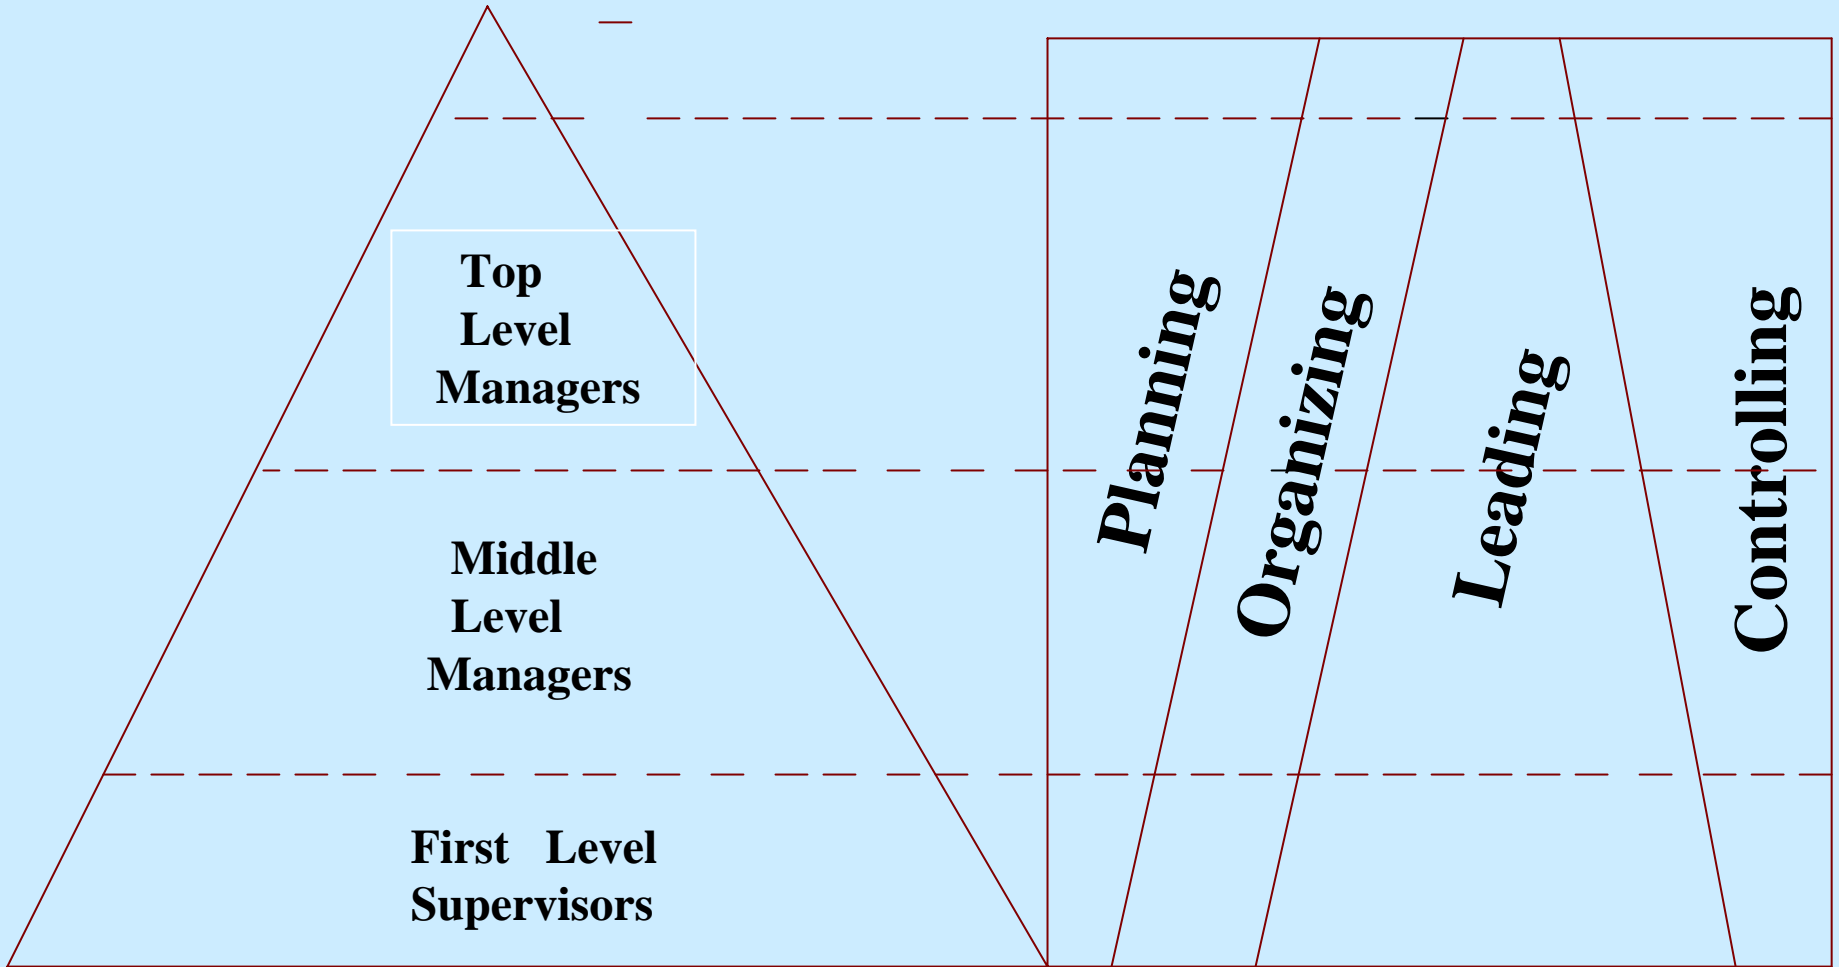 Top
Level
Managers
Middle
Level
Managers
First Level
Supervisors
Planning
Organizing
Leading
Controlling